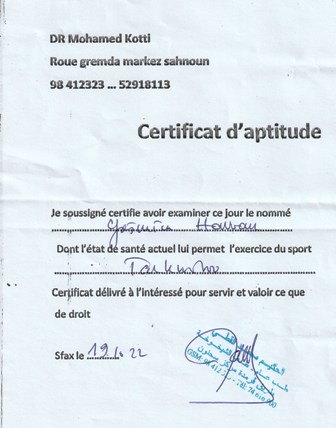 DR Mohamed Kotti
Roue gremda markez sahnoun
98 412323 ... 52918113
Certificat d'aptitude
Je soussigné certifie avoir examiner ce jour le nommé
Dont l'état de santé actuel lui permet l'exercice du sport
Certificat délivré à l'intéressé pour servir et valoir ce que
de droit
Sfax le 22